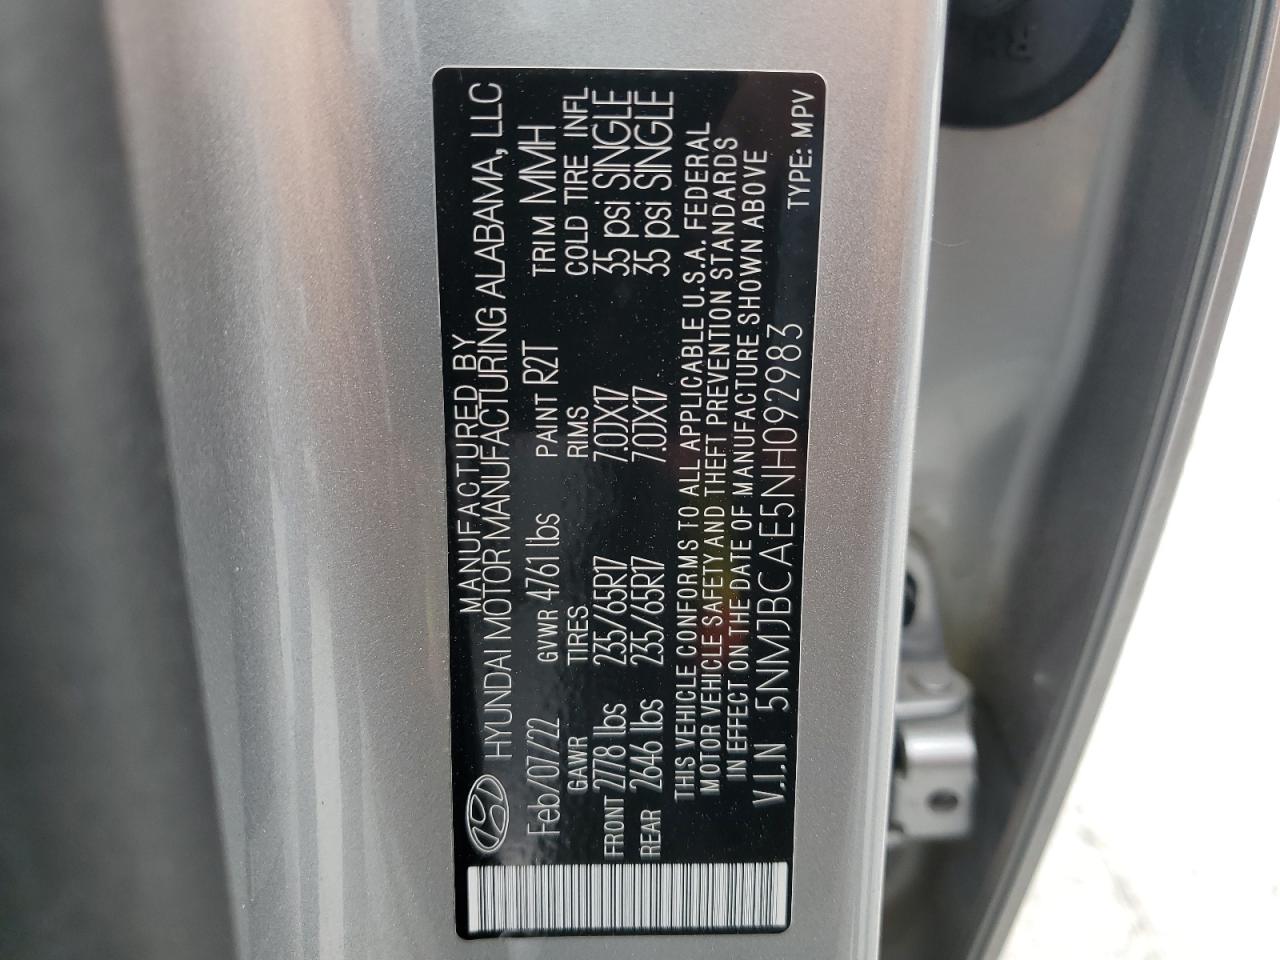 MANUFACTURED BY
HYUNDAI MOTOR MANUFACTURING ALABAMA, LLC
Feb/07/22 GVWR 4761 lbs PAINT R2T TRIM MMH
GAWR TIRES RIMS COLD TIRE INFL
FRONT 2778 lbs 235/65R17 7.0JX17 35 psi SINGLE
REAR 2646 lbs 235/65R17 7.0JX17 35 psi SINGLE
THIS VEHICLE CONFORMS TO ALL APPLICABLE U.S.A. FEDERAL
MOTOR VEHICLE SAFETY AND THEFT PREVENTION STANDARDS
IN EFFECT ON THE DATE OF MANUFACTURE SHOWN ABOVE
V.I.N 5NMJBCAE5NH092983 TYPE: MPV